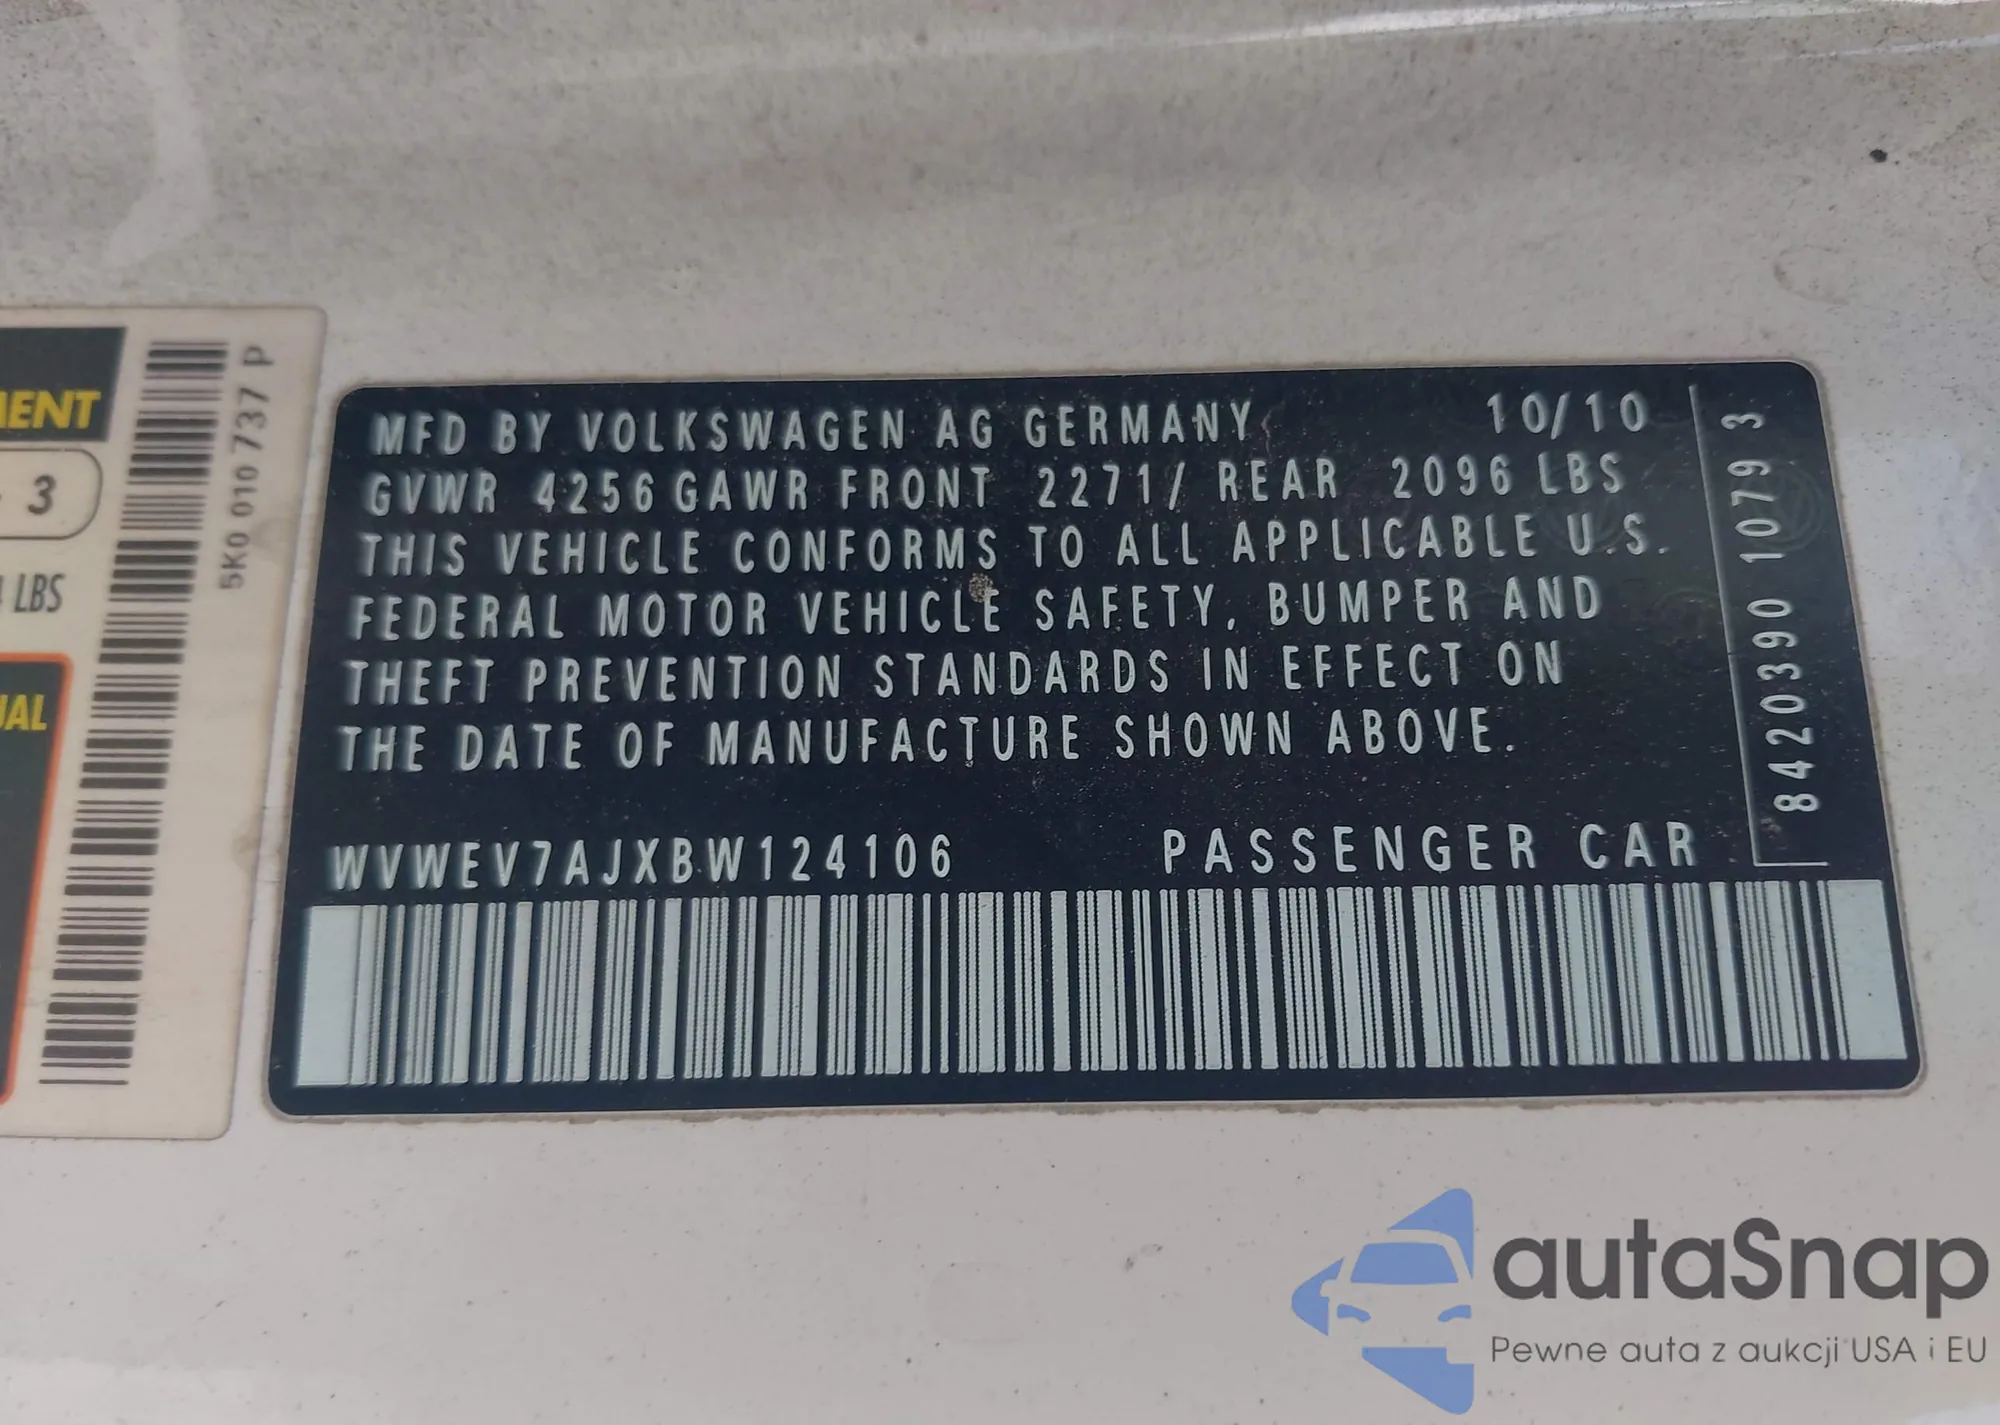 MENT
3
LBS
UAL
5K0 010 737 P
MFD BY VOLKSWAGEN AG GERMANY 10/10
GVWR 4256 GAWR FRONT 2271/ REAR 2096 LBS
THIS VEHICLE CONFORMS TO ALL APPLICABLE U.S.
FEDERAL MOTOR VEHICLE SAFETY, BUMPER AND
THEFT PREVENTION STANDARDS IN EFFECT ON
THE DATE OF MANUFACTURE SHOWN ABOVE.
WVWEV7AJXBW124106 PASSENGER CAR
8420390 1079 3
autaSnap
Pewne auta z aukcji USA i EU